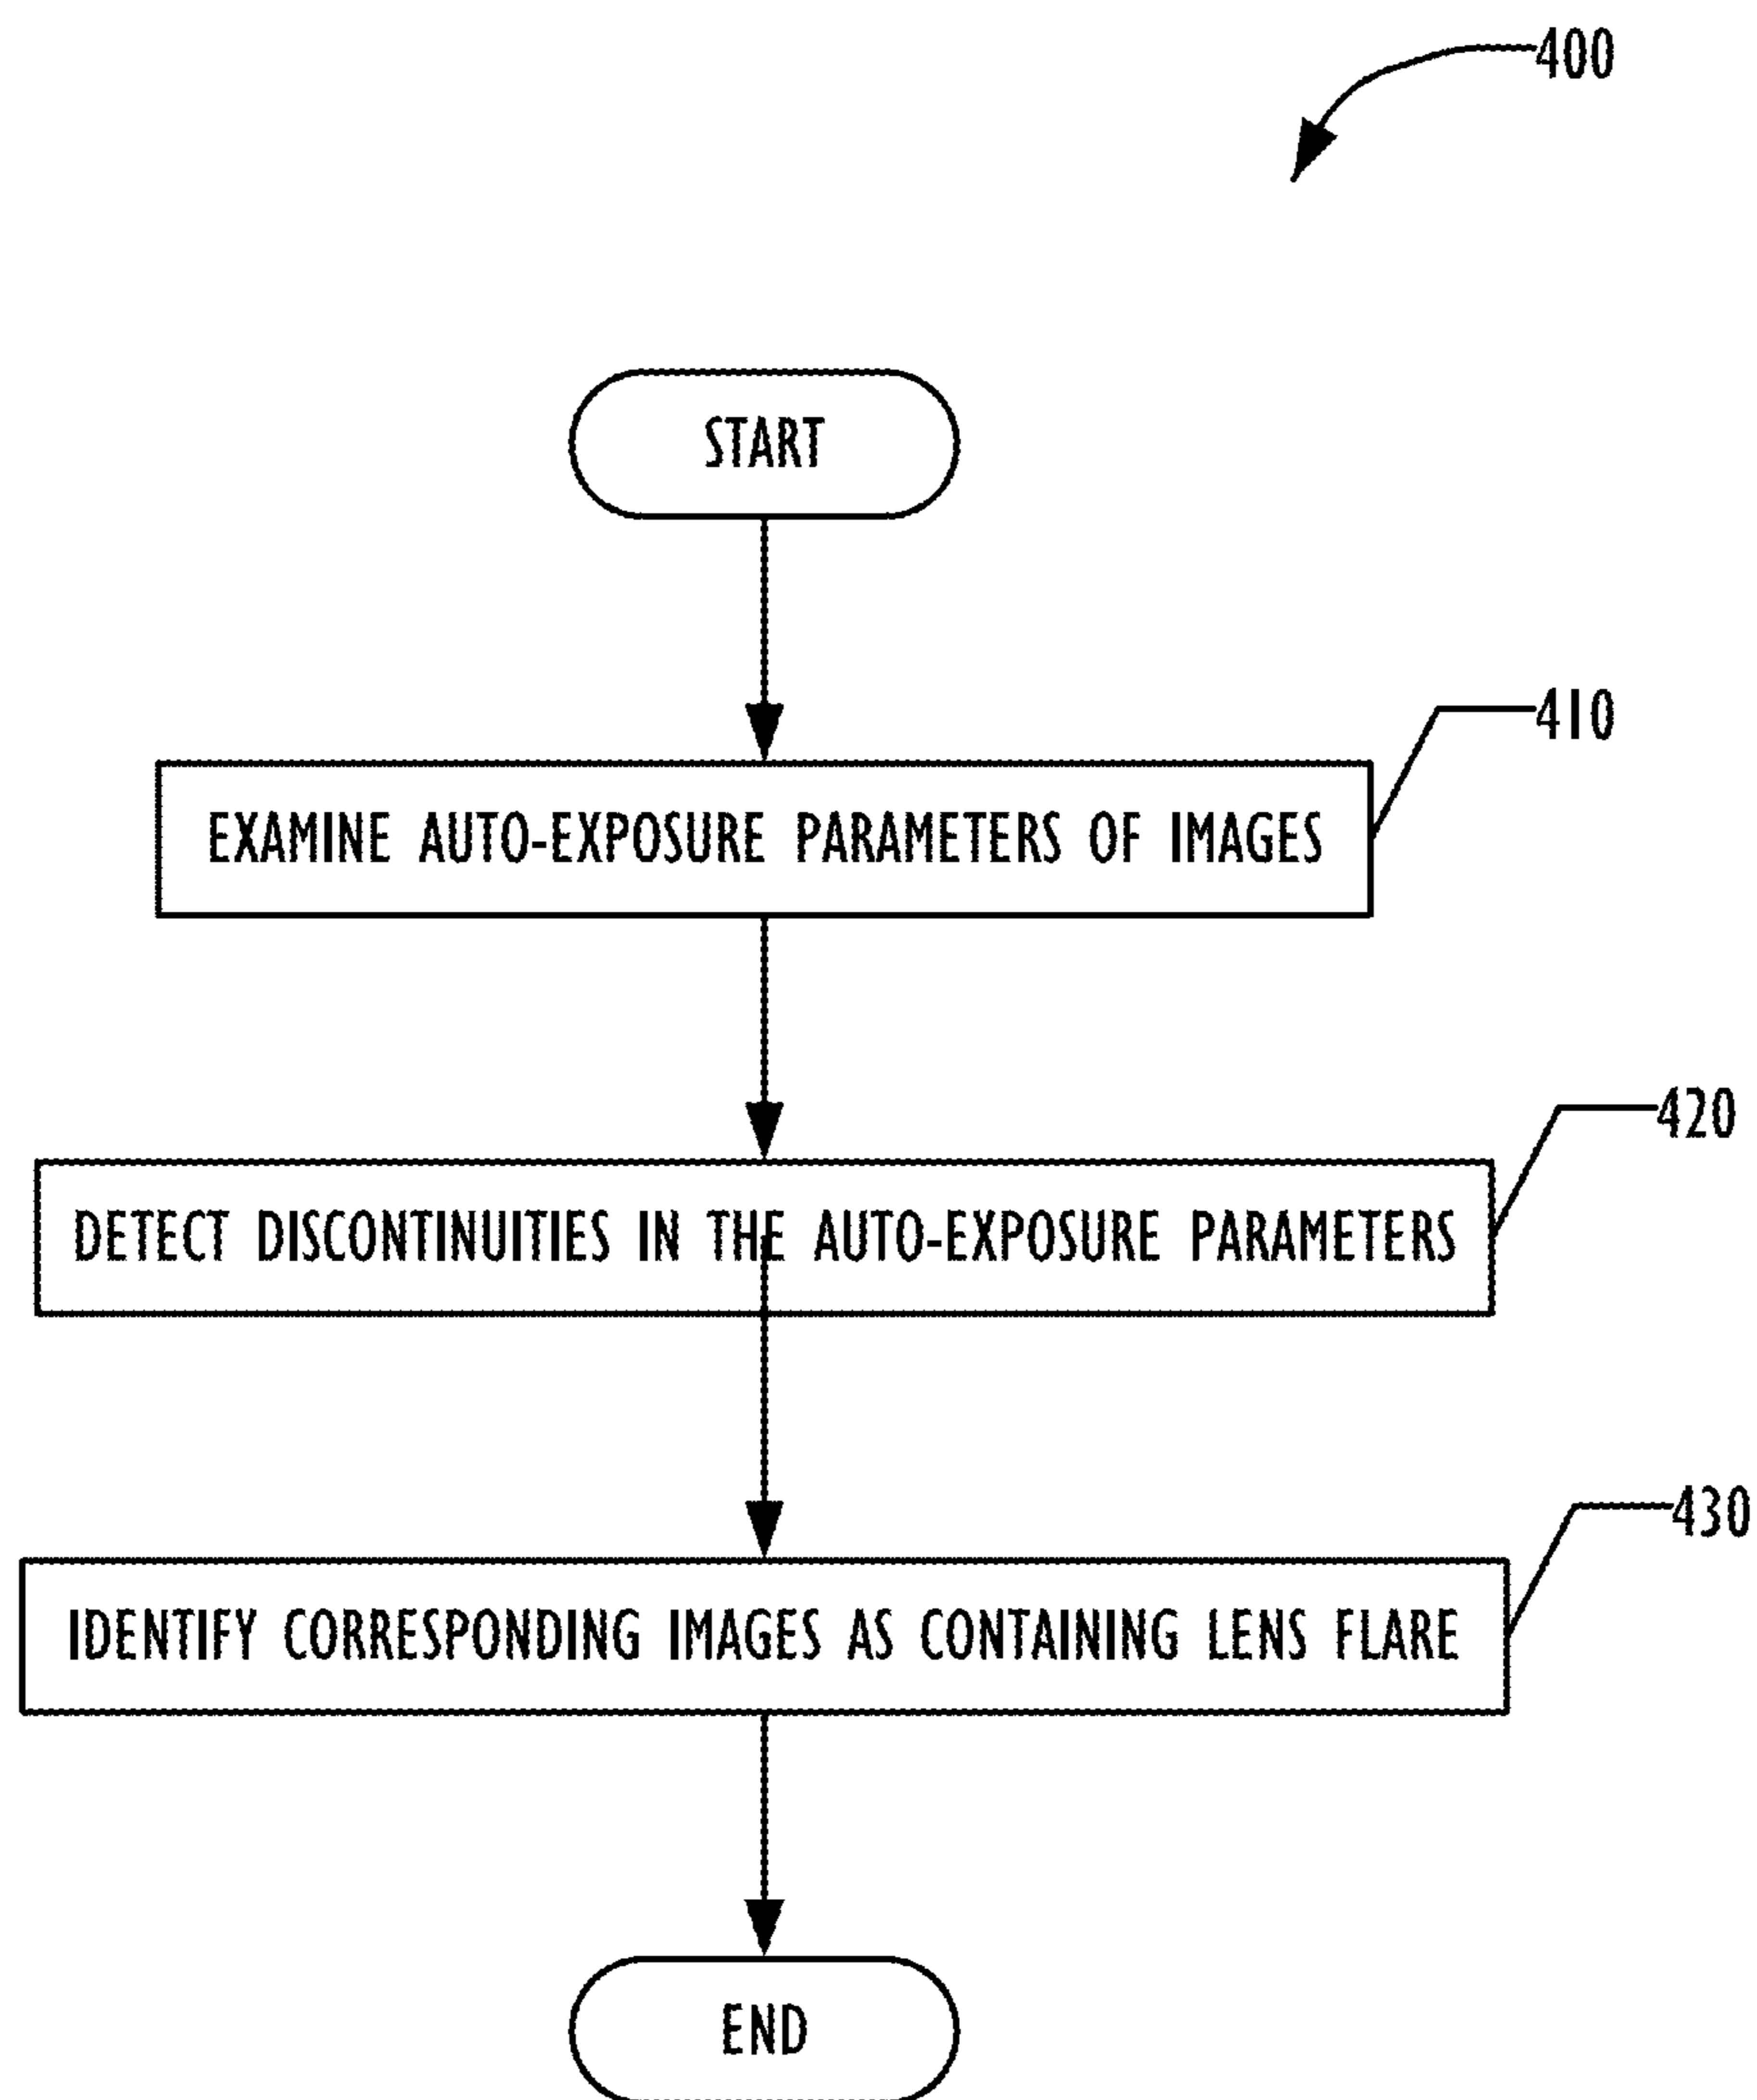 400
START
410
EXAMINE AUTO-EXPOSURE PARAMETERS OF IMAGES
420
DETECT DISCONTINUITIES IN THE AUTO-EXPOSURE PARAMETERS
430
IDENTIFY CORRESPONDING IMAGES AS CONTAINING LENS FLARE
END